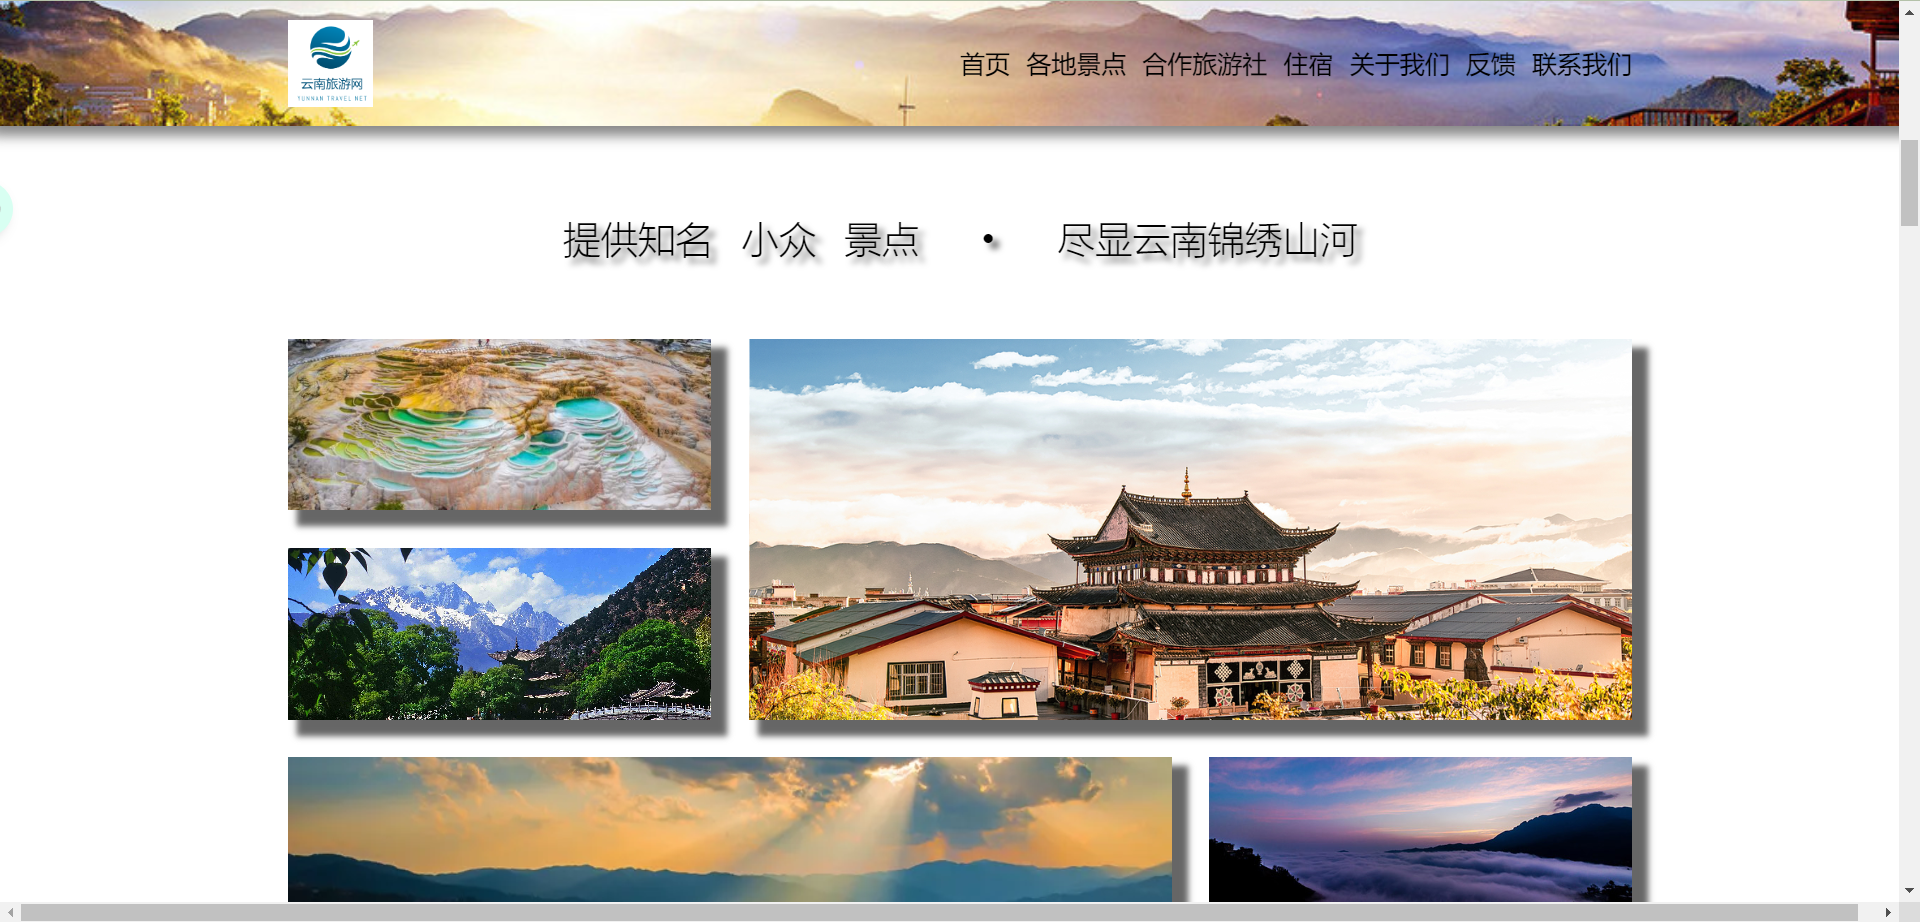 云南旅游网
YUNNAN TRAVEL NET
首页 各地景点 合作旅游社 住宿 关于我们 反馈 联系我们
提供知名 小众 景点 • 尽显云南锦绣山河